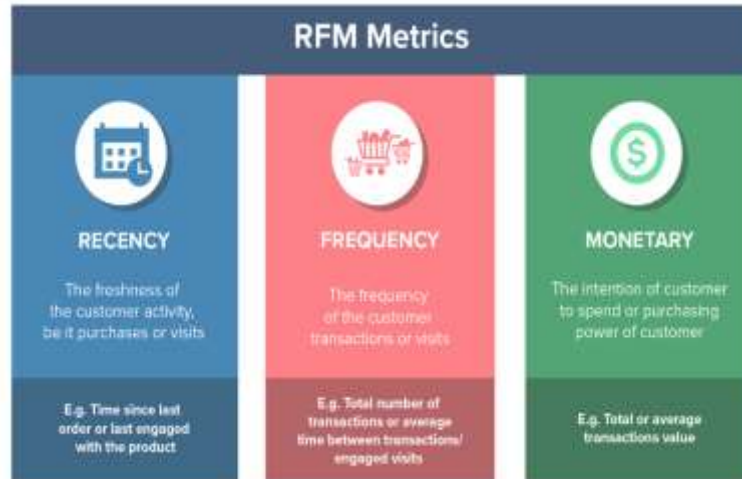 RFM Metrics
RECENCY
The freshness of
the customer activity,
be it purchases or visits
E.g. Time since last
order or last engaged
with the product
FREQUENCY
The frequency
of the customer
transactions or visits
E.g. Total number of
transactions or average
time between transactions/
engaged visits
$
MONETARY
The intention of customer
to spend or purchasing
power of customer
E.g. Total or average
transactions value